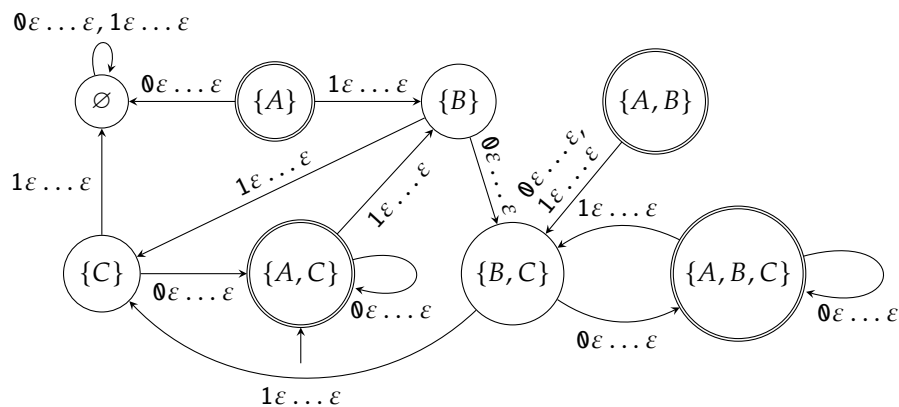 0ε . . . ε, 1ε . . . ε
0ε . . . ε
1ε . . . ε
∅
{A}
{B}
{A, B}
1ε . . . ε
1ε . . . ε
1ε . . . ε
0ε . . . ε
0ε . . . ε,
1ε . . . ε
1ε . . . ε
{C}
{A, C}
{B, C}
{A, B, C}
0ε . . . ε
0ε . . . ε
0ε . . . ε
0ε . . . ε
1ε . . . ε